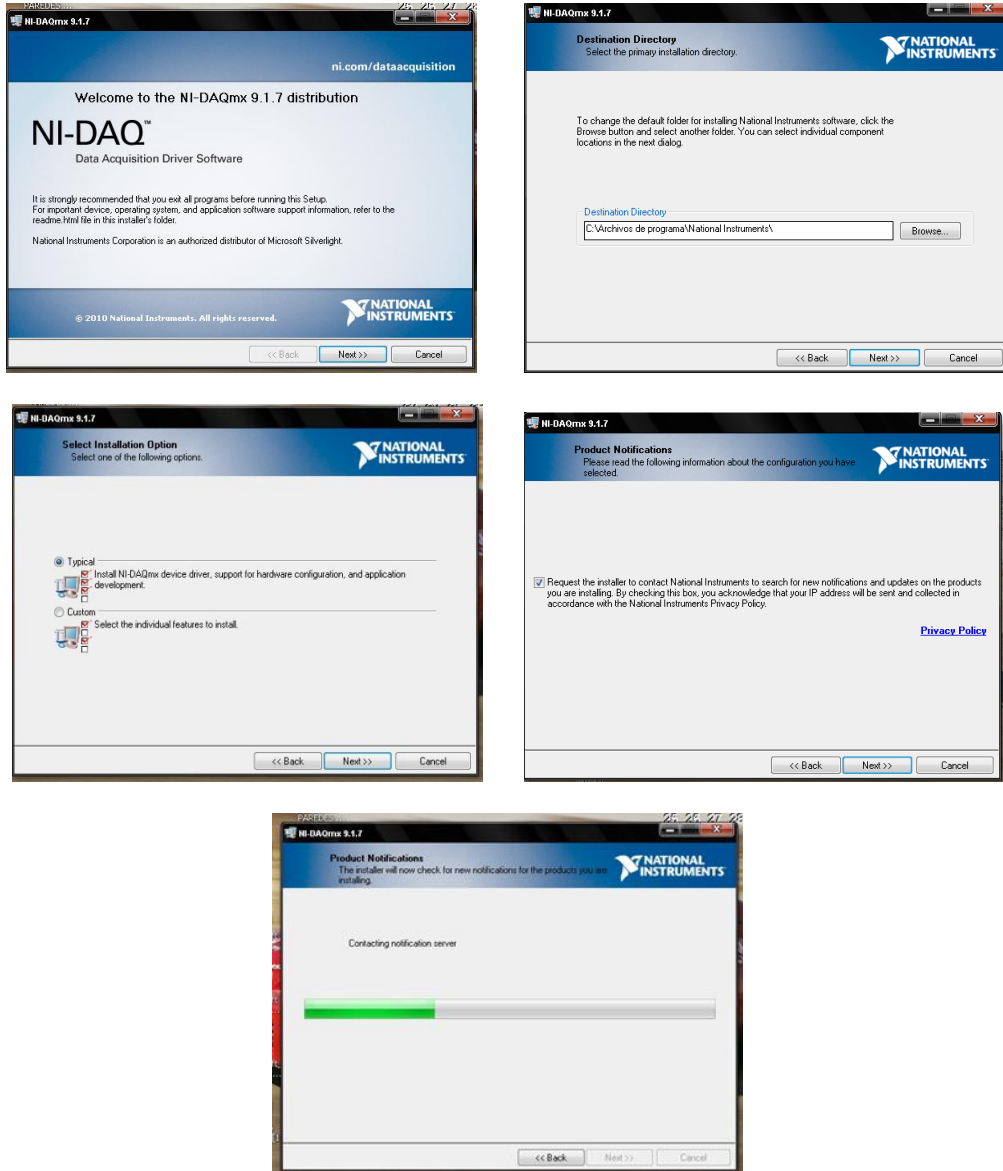 PAREDES...
25 26 27 28
NI-DAQmx 9.1.7
ni.com/dataacquisition
Welcome to the NI-DAQmx 9.1.7 distribution
NI-DAQ™
Data Acquisition Driver Software
It is strongly recommended that you exit all programs before running this Setup.
For important device, operating system, and application software support information, refer to the
readme.html file in this installer's folder.
National Instruments Corporation is an authorized distributor of Microsoft Silverlight.
© 2010 National Instruments. All rights reserved.
NATIONAL
INSTRUMENTS
<< Back
Next >>
Cancel
NI-DAQmx 9.1.7
Destination Directory
Select the primary installation directory.
NATIONAL
INSTRUMENTS
To change the default folder for installing National Instruments software, click the
Browse button and select another folder. You can select individual component
locations in the next dialog.
Destination Directory
C:\Archivos de programa\National Instruments\
Browse...
<< Back
Next >>
Cancel
NI-DAQmx 9.1.7
Select Installation Option
Select one of the following options.
NATIONAL
INSTRUMENTS
Typical
Install NI-DAQmx device driver, support for hardware configuration, and application
development.
Custom
Select the individual features to install.
<< Back
Next >>
Cancel
NI-DAQmx 9.1.7
Product Notifications
Please read the following information about the configuration you have
selected.
NATIONAL
INSTRUMENTS
Request the installer to contact National Instruments to search for new notifications and updates on the products
you are installing. By checking this box, you acknowledge that your IP address will be sent and collected in
accordance with the National Instruments Privacy Policy.
Privacy Policy
<< Back
Next >>
Cancel
PAREDES...
25 26 27 28
NI-DAQmx 9.1.7
Product Notifications
The installer will now check for new notifications for the products you are
installing.
NATIONAL
INSTRUMENTS
Contacting notification server
<< Back
Next >>
Cancel